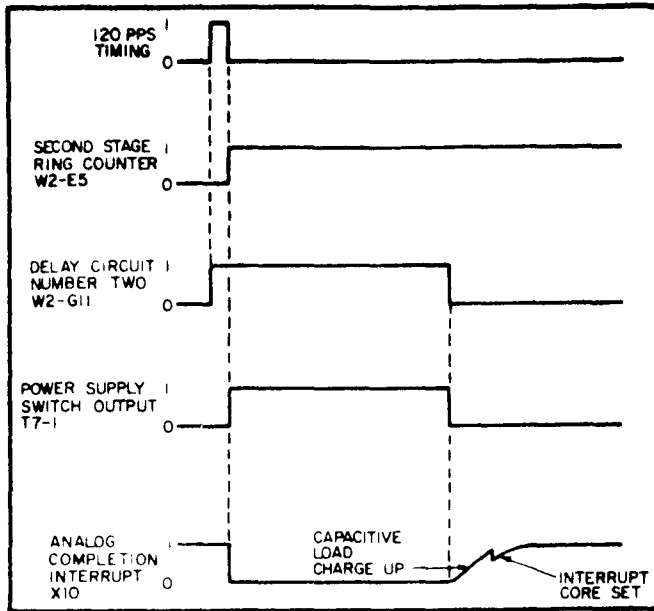 120 PPS 1
TIMING
0
SECOND STAGE 1
RING COUNTER
W2-E5 0
DELAY CIRCUIT 1
NUMBER TWO
W2-G11 0
POWER SUPPLY 1
SWITCH OUTPUT
T7-1
0
ANALOG 1
COMPLETION
INTERRUPT
X10 0
CAPACITIVE
LOAD
CHARGE UP
INTERRUPT
CORE SET